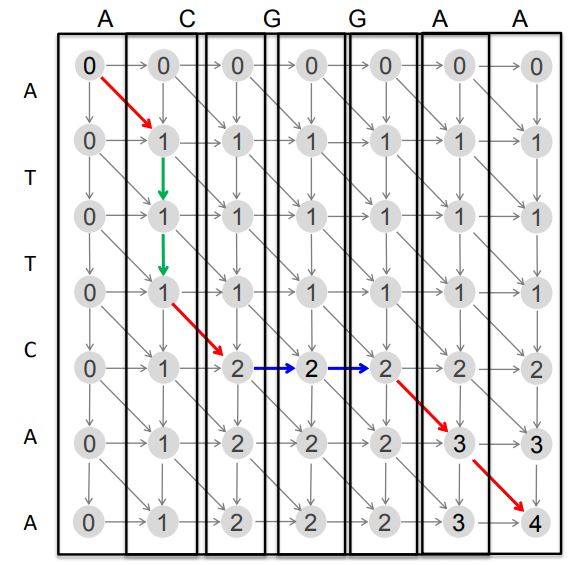 A C G G A A
0 0 0 0 0 0 0
A
0 1 1 1 1 1 1
T
0 1 1 1 1 1 1
T
0 1 1 1 1 1 1
C
0 1 2 2 2 2 2
A
0 1 2 2 2 3 3
A
0 1 2 2 2 3 4